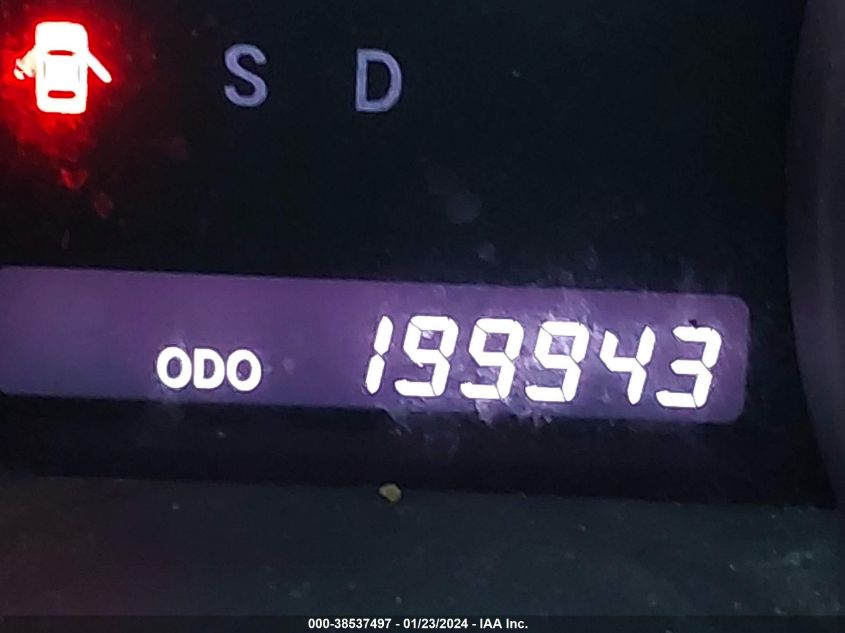 S D
ODO 199943
000-38537497 - 01/23/2024 - IAA Inc.